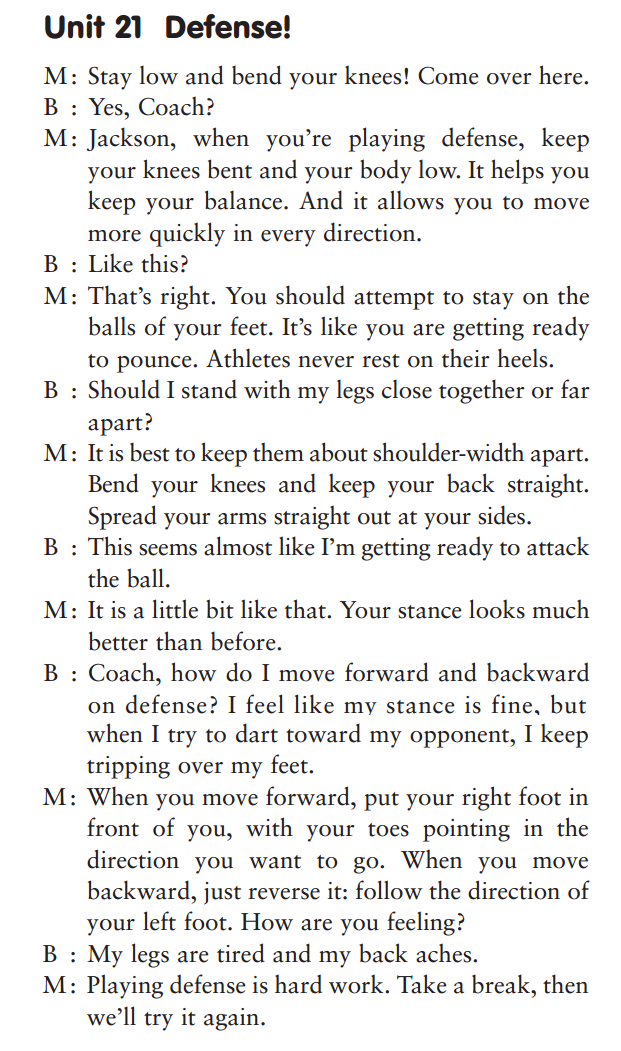 Unit 21 Defense!
M: Stay low and bend your knees! Come over here.
B : Yes, Coach?
M: Jackson, when you're playing defense, keep
your knees bent and your body low. It helps you
keep your balance. And it allows you to move
more quickly in every direction.
B : Like this?
M: That's right. You should attempt to stay on the
balls of your feet. It's like you are getting ready
to pounce. Athletes never rest on their heels.
B : Should I stand with my legs close together or far
apart?
M: It is best to keep them about shoulder-width apart.
Bend your knees and keep your back straight.
Spread your arms straight out at your sides.
B : This seems almost like I'm getting ready to attack
the ball.
M: It is a little bit like that. Your stance looks much
better than before.
B : Coach, how do I move forward and backward
on defense? I feel like my stance is fine, but
when I try to dart toward my opponent, I keep
tripping over my feet.
M: When you move forward, put your right foot in
front of you, with your toes pointing in the
direction you want to go. When you move
backward, just reverse it: follow the direction of
your left foot. How are you feeling?
B : My legs are tired and my back aches.
M: Playing defense is hard work. Take a break, then
we'll try it again.